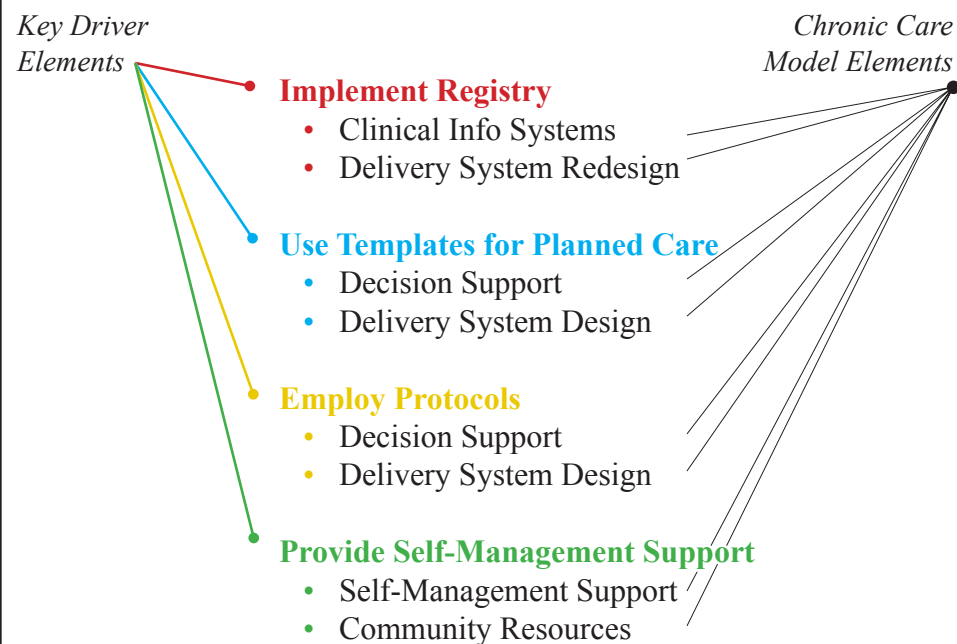 Key Driver
Elements
Chronic Care
Model Elements
Implement Registry
• Clinical Info Systems
• Delivery System Redesign
Use Templates for Planned Care
• Decision Support
• Delivery System Design
Employ Protocols
• Decision Support
• Delivery System Design
Provide Self-Management Support
• Self-Management Support
• Community Resources